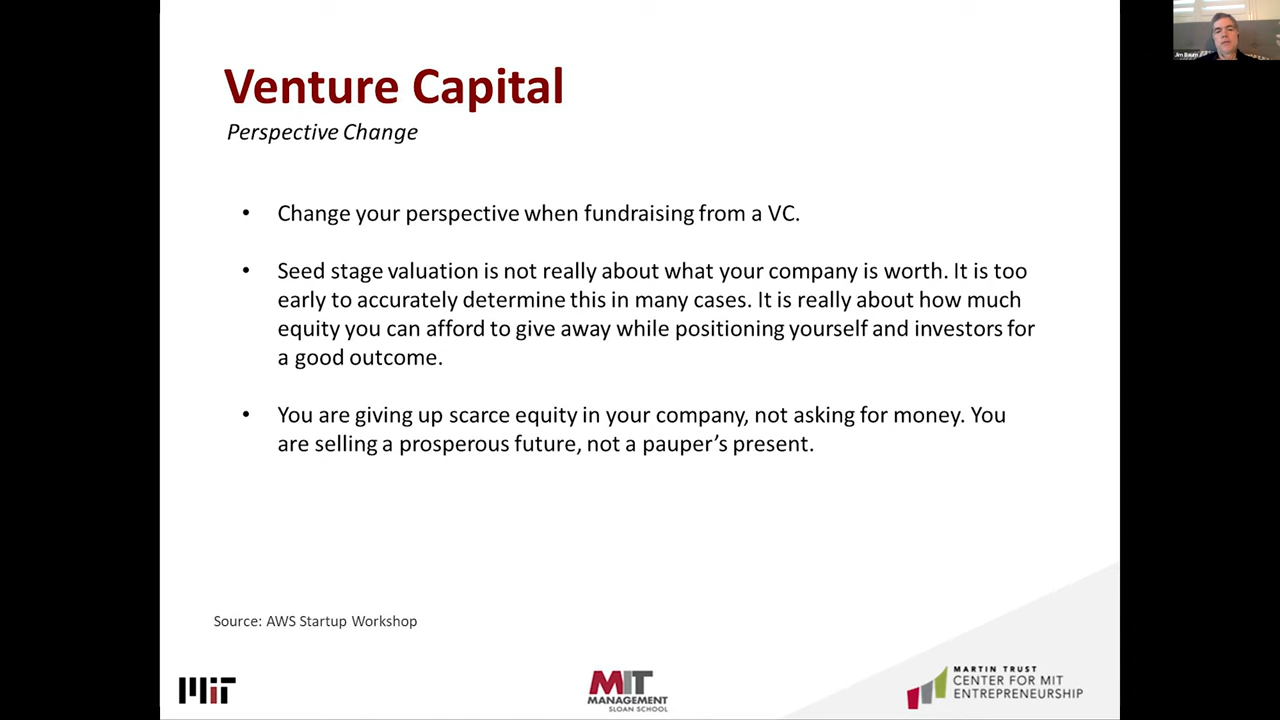 Venture Capital
Perspective Change
• Change your perspective when fundraising from a VC.
• Seed stage valuation is not really about what your company is worth. It is too
early to accurately determine this in many cases. It is really about how much
equity you can afford to give away while positioning yourself and investors for
a good outcome.
• You are giving up scarce equity in your company, not asking for money. You
are selling a prosperous future, not a pauper’s present.
Source: AWS Startup Workshop
MIT
MIT
MANAGEMENT
SLOAN SCHOOL
MARTIN TRUST
CENTER FOR MIT
ENTREPRENEURSHIP
Jim Baum